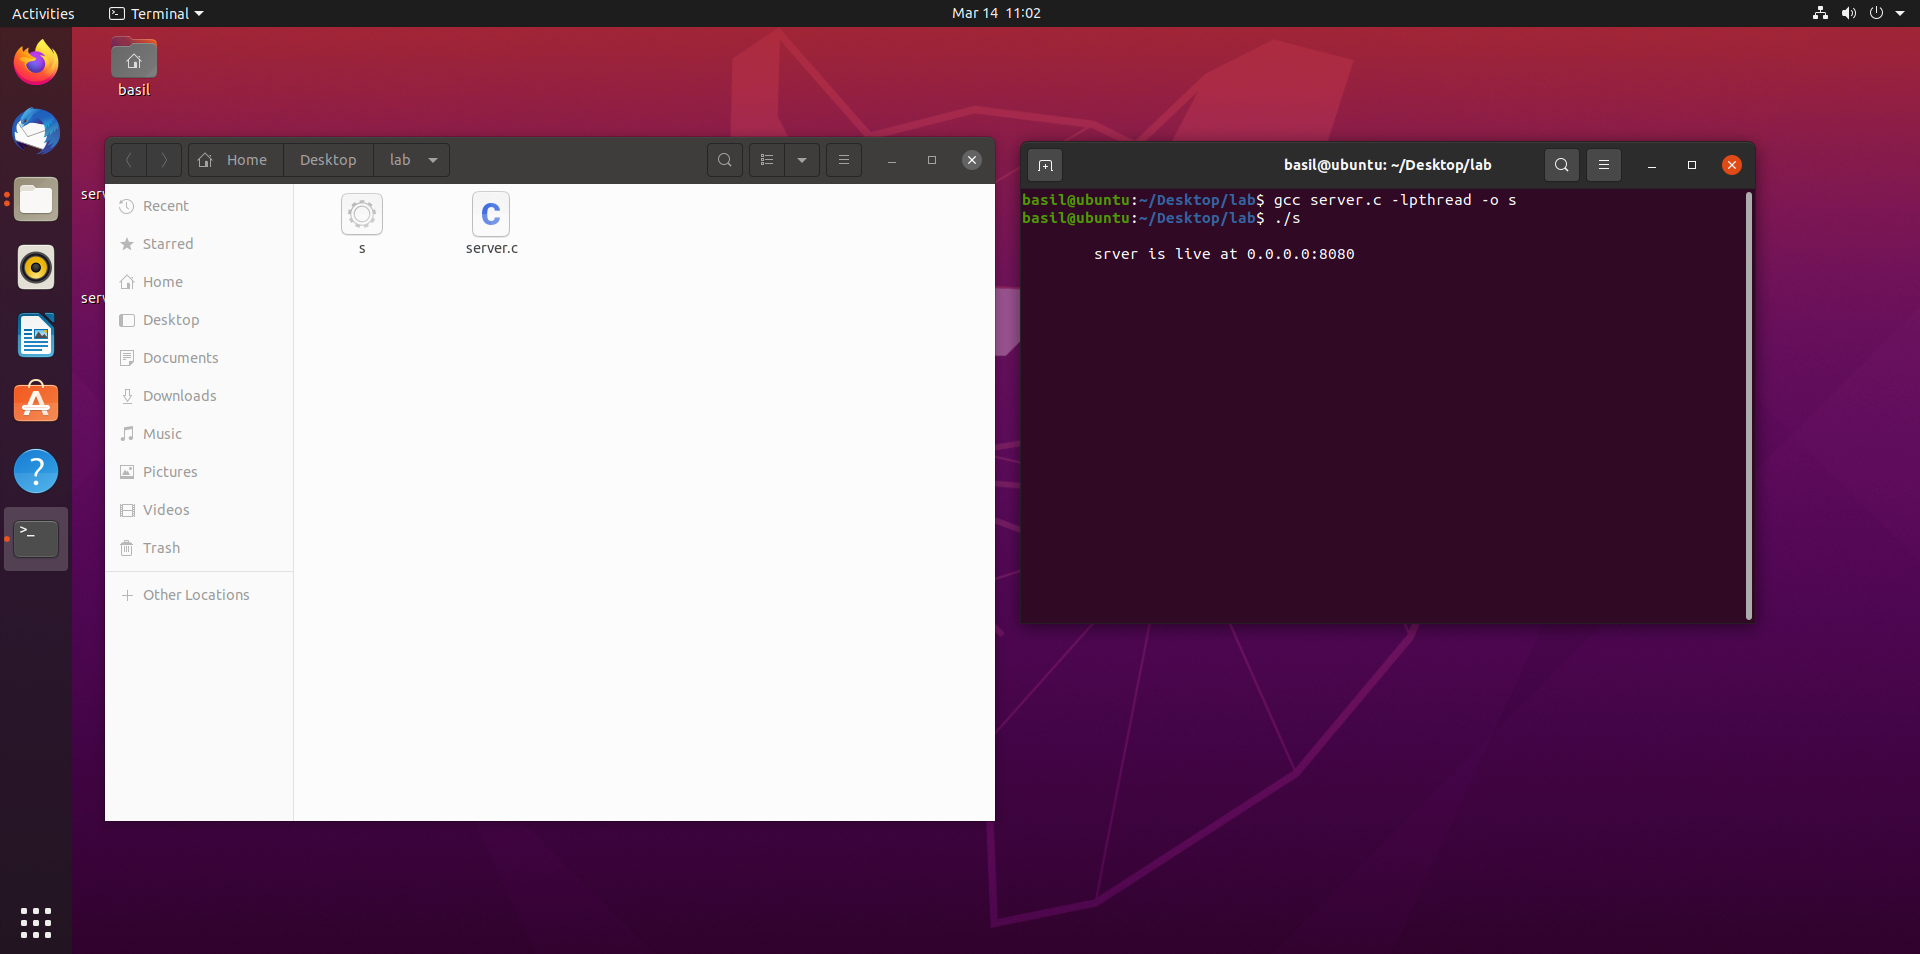 Activities
Terminal
Mar 14 11:02
basil
serv
serv
Home
Desktop
lab
Recent
Starred
Home
Desktop
Documents
Downloads
Music
Pictures
Videos
Trash
Other Locations
s
server.c
basil@ubuntu: ~/Desktop/lab
basil@ubuntu:~/Desktop/lab$ gcc server.c -lpthread -o s
basil@ubuntu:~/Desktop/lab$ ./s
srver is live at 0.0.0.0:8080